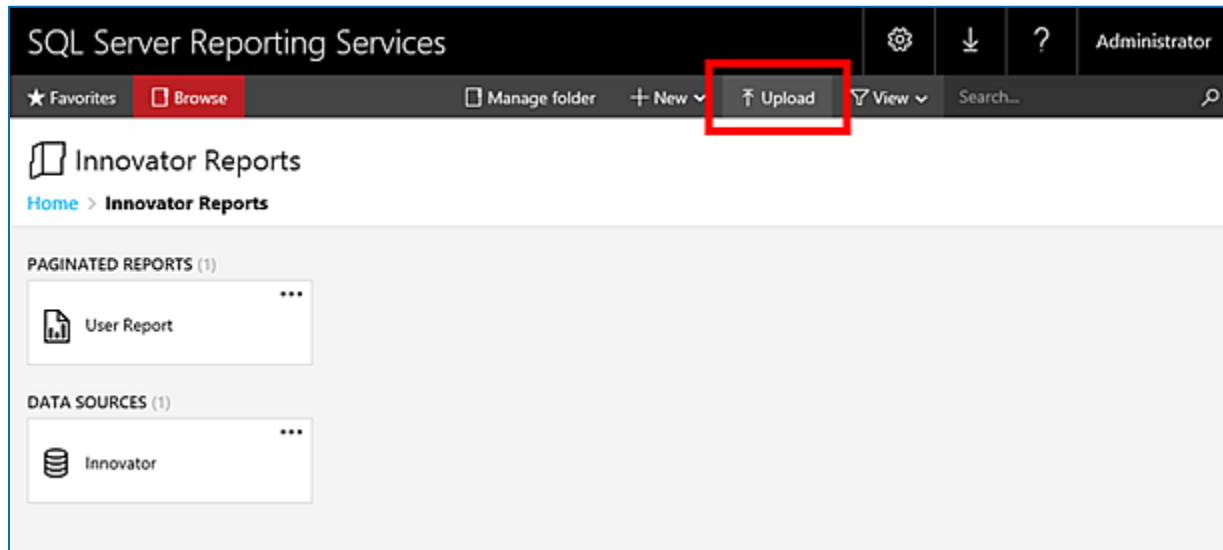 SQL Server Reporting Services
?
Administrator
Favorites
Browse
Manage folder
New
Upload
View
Search...
Innovator Reports
Home > Innovator Reports
PAGINATED REPORTS (1)
...
User Report
DATA SOURCES (1)
...
Innovator